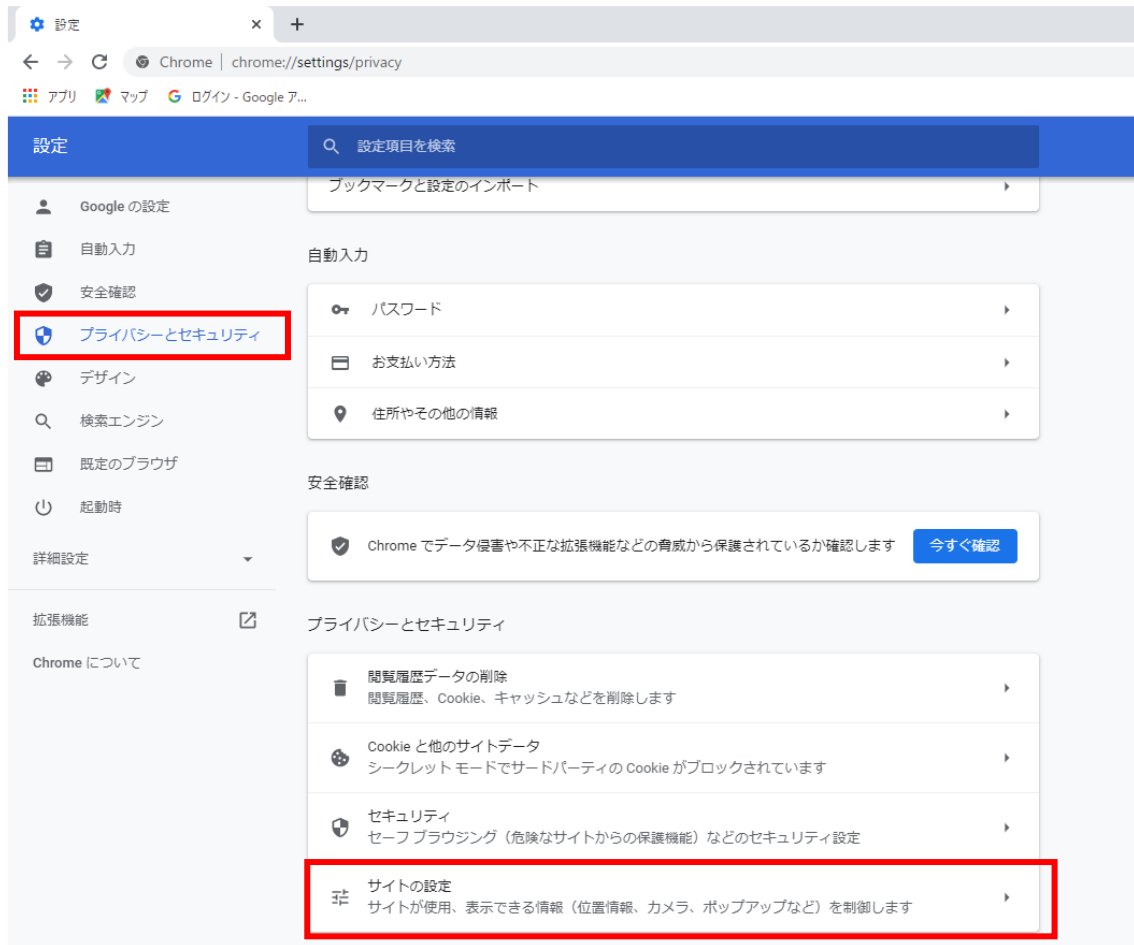 設定
Chrome | chrome://settings/privacy
アプリ マップ ログイン - Google ア...
設定
設定項目を検索
Google の設定
自動入力
安全確認
プライバシーとセキュリティ
デザイン
検索エンジン
既定のブラウザ
起動時
詳細設定
拡張機能
Chrome について
ブックマークと設定のインポート
自動入力
パスワード
お支払い方法
住所やその他の情報
安全確認
Chrome でデータ侵害や不正な拡張機能などの脅威から保護されているか確認します
今すぐ確認
プライバシーとセキュリティ
閲覧履歴データの削除
閲覧履歴、Cookie、キャッシュなどを削除します
Cookie と他のサイトデータ
シークレット モードでサードパーティの Cookie がブロックされています
セキュリティ
セーフ ブラウジング（危険なサイトからの保護機能）などのセキュリティ設定
サイトの設定
サイトが使用、表示できる情報（位置情報、カメラ、ポップアップなど）を制御します